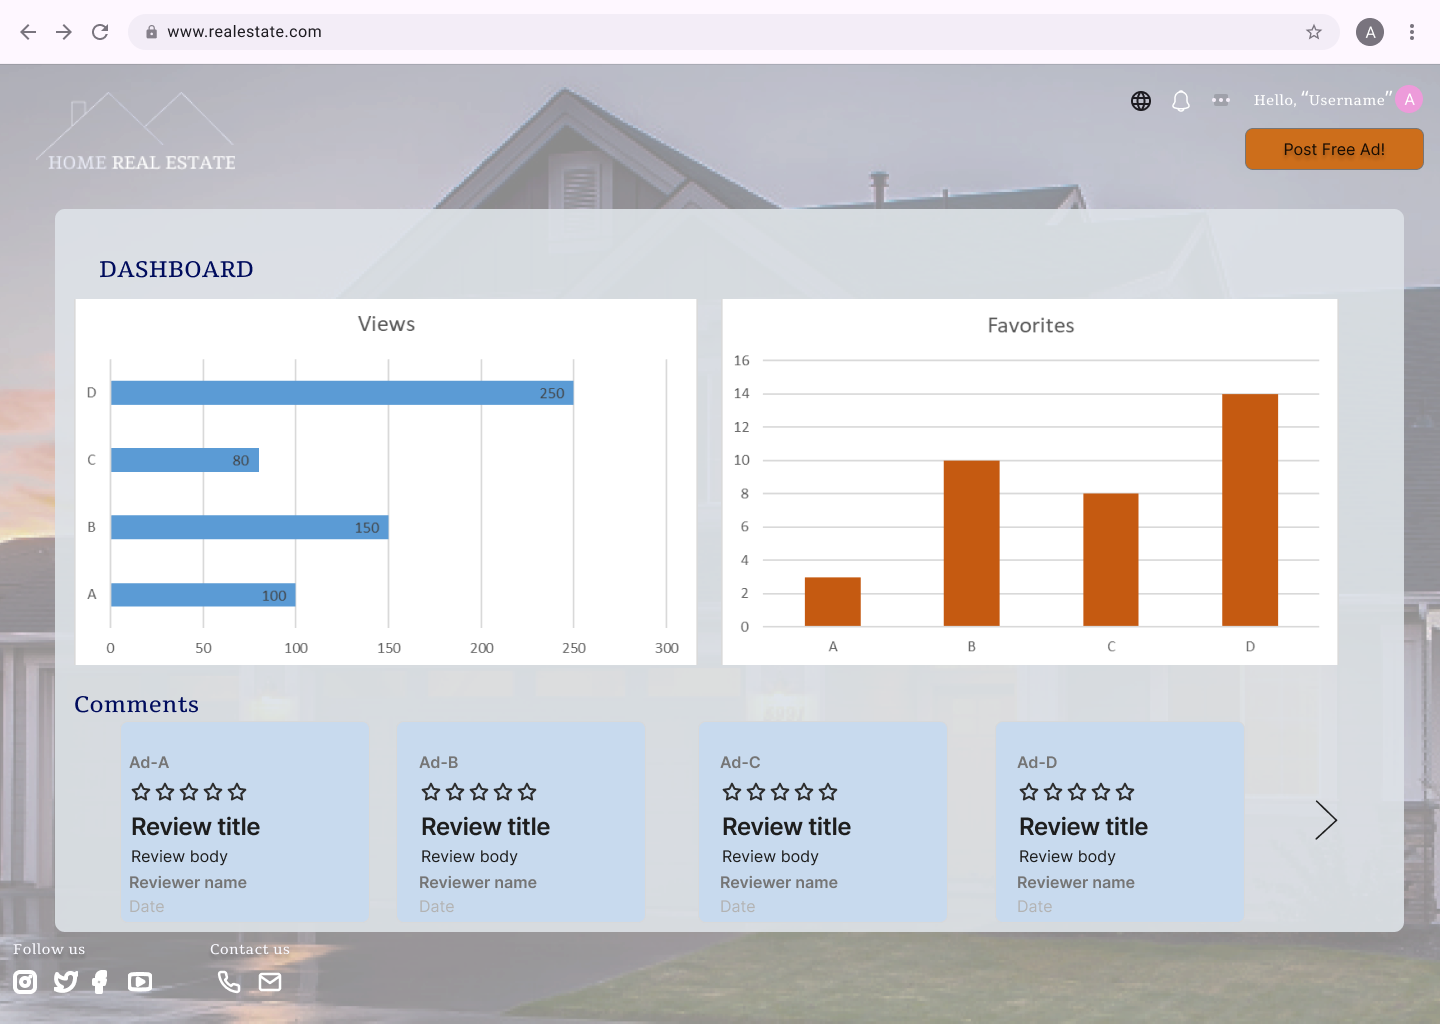 www.realestate.com
A
Hello, “Username”
A
HOME REAL ESTATE
Post Free Ad!
DASHBOARD
Views
D
250
C
80
B
150
A
100
0 50 100 150 200 250 300
Favorites
16
14
12
10
8
6
4
2
0
A B C D
Comments
Ad-A
Review title
Review body
Reviewer name
Date
Ad-B
Review title
Review body
Reviewer name
Date
Ad-C
Review title
Review body
Reviewer name
Date
Ad-D
Review title
Review body
Reviewer name
Date
Follow us
Contact us